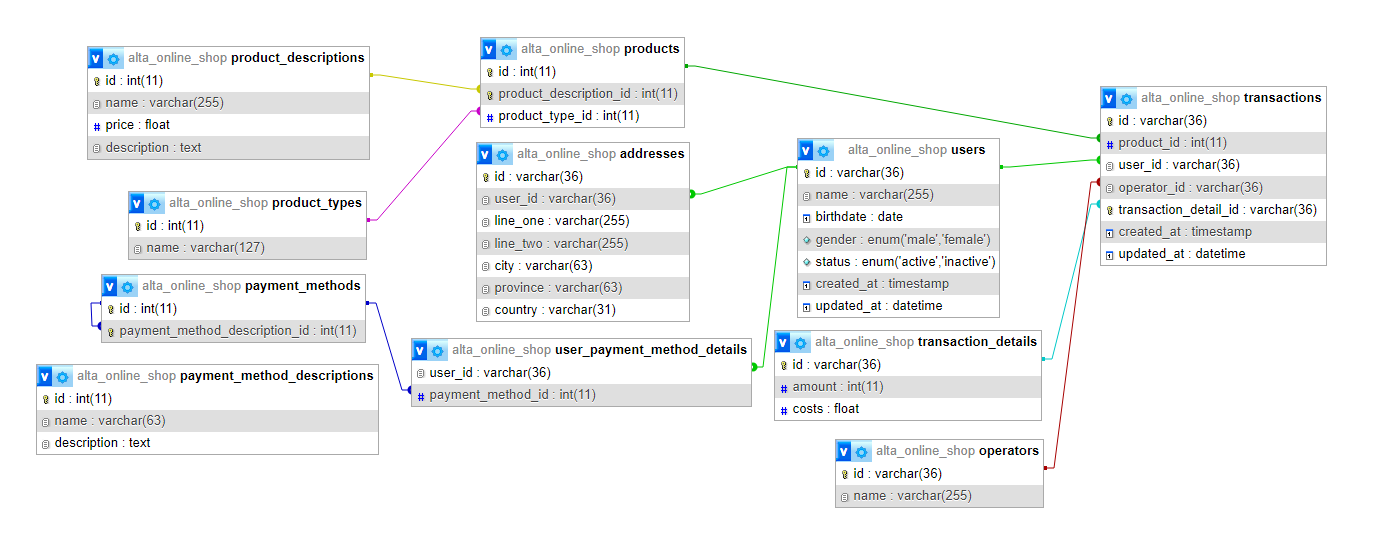 alta_online_shop product_descriptions
id : int(11)
name : varchar(255)
price : float
description : text
alta_online_shop products
id : int(11)
product_description_id : int(11)
product_type_id : int(11)
alta_online_shop transactions
id : varchar(36)
product_id : int(11)
user_id : varchar(36)
operator_id : varchar(36)
transaction_detail_id : varchar(36)
created_at : timestamp
updated_at : datetime
alta_online_shop addresses
id : varchar(36)
user_id : varchar(36)
line_one : varchar(255)
line_two : varchar(255)
city : varchar(63)
province : varchar(63)
country : varchar(31)
alta_online_shop users
id : varchar(36)
name : varchar(255)
birthdate : date
gender : enum('male','female')
status : enum('active','inactive')
created_at : timestamp
updated_at : datetime
alta_online_shop product_types
id : int(11)
name : varchar(127)
alta_online_shop payment_methods
id : int(11)
payment_method_description_id : int(11)
alta_online_shop user_payment_method_details
user_id : varchar(36)
payment_method_id : int(11)
alta_online_shop transaction_details
id : varchar(36)
amount : int(11)
costs : float
alta_online_shop payment_method_descriptions
id : int(11)
name : varchar(63)
description : text
alta_online_shop operators
id : varchar(36)
name : varchar(255)